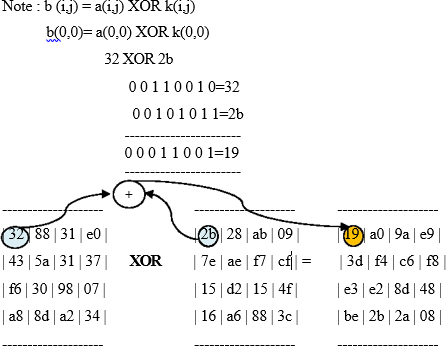 Note : b (i,j) = a(i,j) XOR k(i,j)
b(0,0)= a(0,0) XOR k(0,0)
32 XOR 2b
0 0 1 1 0 0 1 0=32
0 0 1 0 1 0 1 1=2b
------------------------
0 0 0 1 1 0 0 1=19
------------------------
+
-------------------- -------------------- --------------------
| 32 | 88 | 31 | e0 | | 2b | 28 | ab | 09 | | 19 | a0 | 9a | e9 |
| 43 | 5a | 31 | 37 | XOR | 7e | ae | f7 | cf | = | 3d | f4 | c6 | f8 |
| f6 | 30 | 98 | 07 | | 15 | d2 | 15 | 4f | | e3 | e2 | 8d | 48 |
| a8 | 8d | a2 | 34 | | 16 | a6 | 88 | 3c | | be | 2b | 2a | 08 |
-------------------- -------------------- --------------------